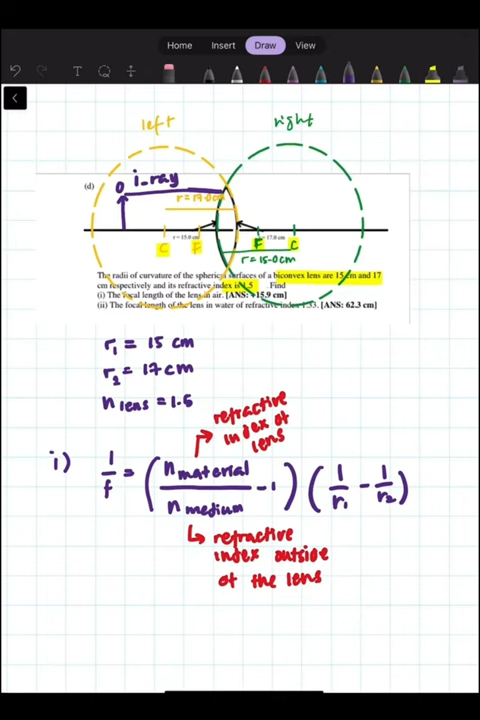 Home Insert Draw View
left
right
(d)
O i-ray
r = 17.0cm
C r = 15.0 cm F F = 17.0 cm C
r = 15.0cm
The radii of curvature of the spherical surfaces of a biconvex lens are 15 cm and 17
cm respectively and its refractive index is 1.5 . Find
(i) The focal length of the lens in air. [ANS: +15.9 cm]
(ii) The focal length of the lens in water of refractive index 1.33. [ANS: 62.3 cm]
r₁ = 15 cm
r₂ = 17 cm
n lens = 1.5
refractive
index of
lens
i) 1/f = (n material / n medium - 1) (1/r₁ - 1/r₂)
refractive
index outside
of the lens